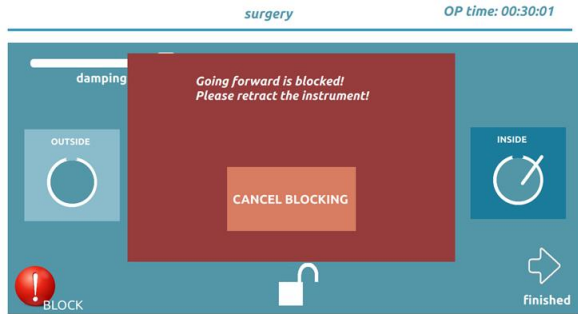 surgery
OP time: 00:30:01
damping
Going forward is blocked!
Please retract the instrument!
OUTSIDE
INSIDE
CANCEL BLOCKING
BLOCK
finished